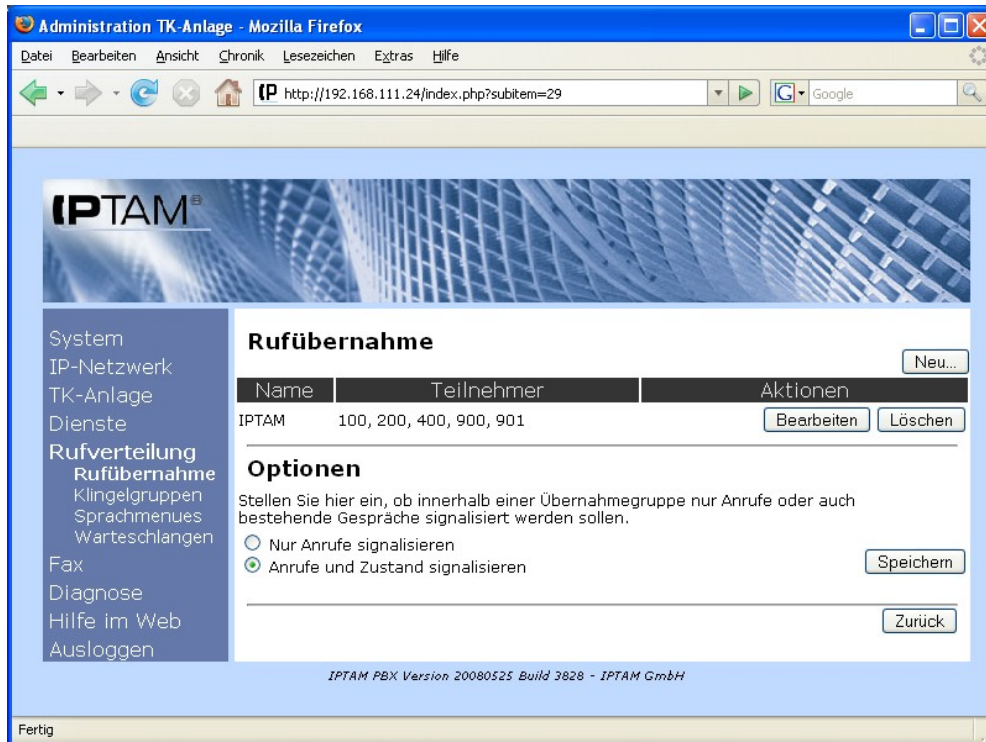 Administration TK-Anlage - Mozilla Firefox
Datei Bearbeiten Ansicht Chronik Lesezeichen Extras Hilfe
http://192.168.111.24/index.php?subitem=29
Google
IPTAM®
System
IP-Netzwerk
TK-Anlage
Dienste
Rufverteilung
Rufübernahme
Klingelgruppen
Sprachmenues
Warteschlangen
Fax
Diagnose
Hilfe im Web
Ausloggen
Rufübernahme
Neu...
Name Teilnehmer Aktionen
IPTAM 100, 200, 400, 900, 901 Bearbeiten Löschen
Optionen
Stellen Sie hier ein, ob innerhalb einer Übernahmegruppe nur Anrufe oder auch
bestehende Gespräche signalisiert werden sollen.
Nur Anrufe signalisieren
Anrufe und Zustand signalisieren
Speichern
Zurück
IPTAM PBX Version 20080525 Build 3828 - IPTAM GmbH
Fertig